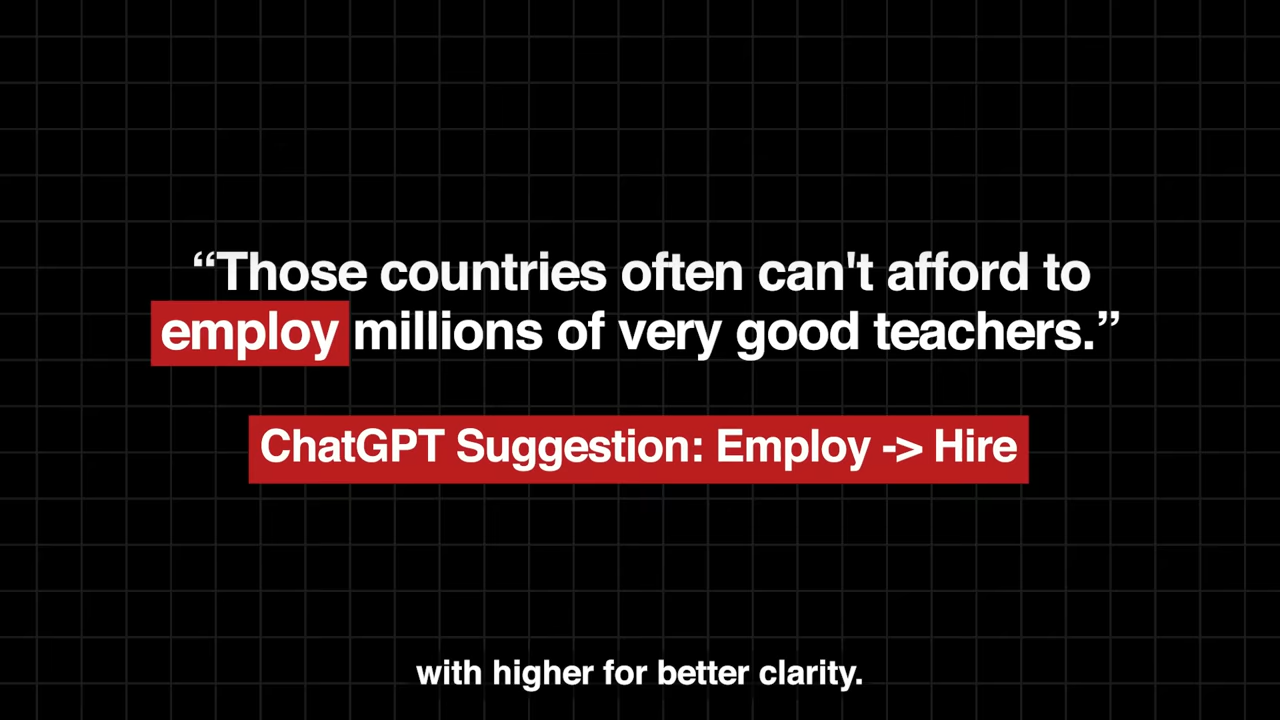 “Those countries often can't afford to
employ millions of very good teachers.”
ChatGPT Suggestion: Employ -> Hire
with higher for better clarity.